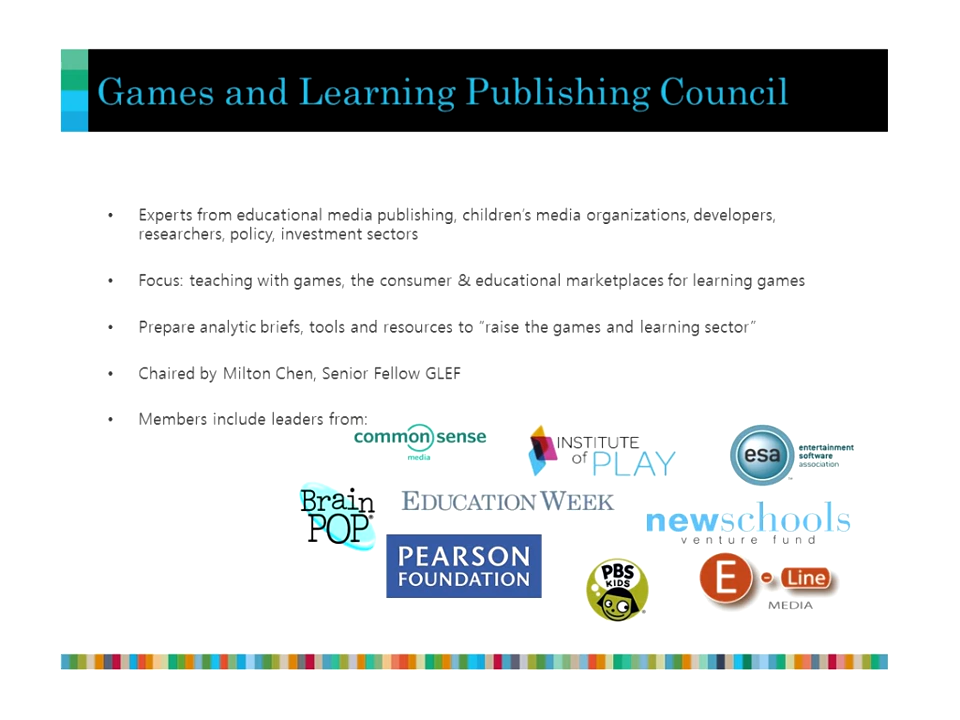 Games and Learning Publishing Council
• Experts from educational media publishing, children’s media organizations, developers,
researchers, policy, investment sectors
• Focus: teaching with games, the consumer & educational marketplaces for learning games
• Prepare analytic briefs, tools and resources to “raise the games and learning sector”
• Chaired by Milton Chen, Senior Fellow GLEF
• Members include leaders from:
common sense
media
INSTITUTE
of PLAY
esa
entertainment
software
association
Brain
POP
EDUCATION WEEK
newschools
venture fund
PEARSON
FOUNDATION
PBS
KIDS
E-Line
MEDIA